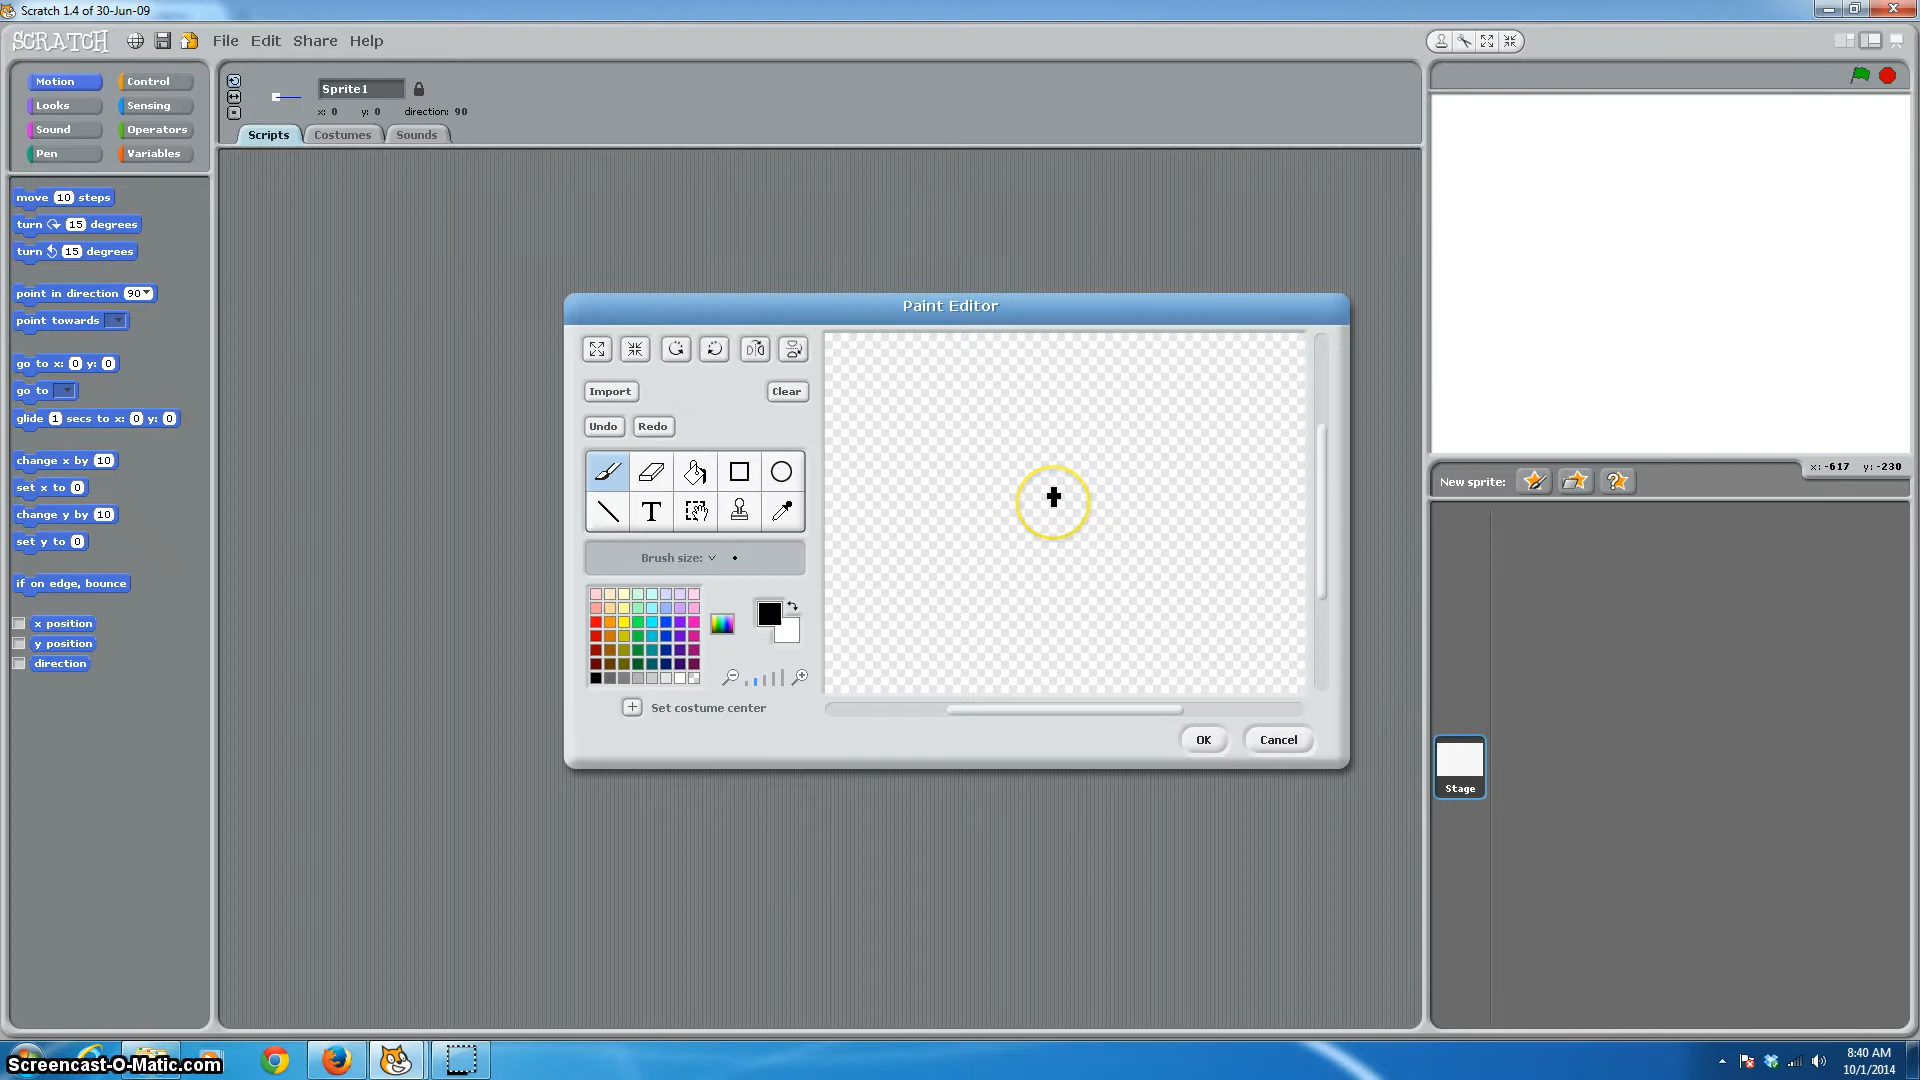 Scratch 1.4 of 30-Jun-09
SCRATCH File Edit Share Help
Motion Control
Looks Sensing
Sound Operators
Pen Variables
Sprite1
x: 0 y: 0 direction: 90
Scripts Costumes Sounds
move 10 steps
turn 15 degrees
turn 15 degrees
point in direction 90
point towards
go to x: 0 y: 0
go to
glide 1 secs to x: 0 y: 0
change x by 10
set x to 0
change y by 10
set y to 0
if on edge, bounce
x position
y position
direction
Paint Editor
Import Clear
Undo Redo
T
Brush size:
Set costume center
OK Cancel
x: -617 y: -230
New sprite:
Stage
Screencast-O-Matic.com
8:40 AM
10/1/2014